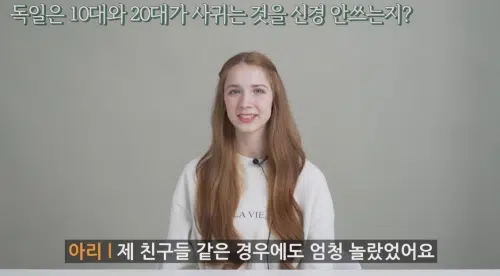 독일은 10대와 20대가 사귀는 것을 신경 안쓰는지?
LA VIE
아리 | 제 친구들 같은 경우에도 엄청 놀랐었어요